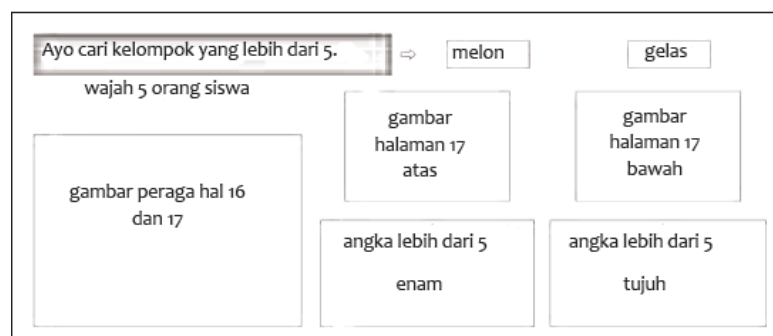 Ayo cari kelompok yang lebih dari 5.
⇨
melon
gelas
wajah 5 orang siswa
gambar peraga hal 16
dan 17
gambar
halaman 17
atas
gambar
halaman 17
bawah
angka lebih dari 5
enam
angka lebih dari 5
tujuh